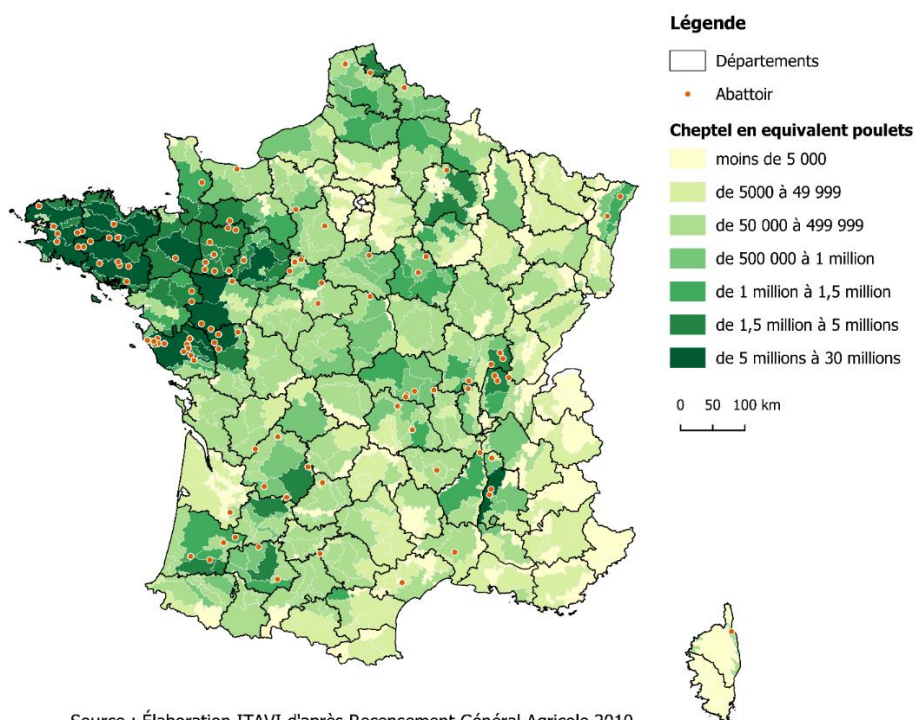 Légende
Départements
Abattoir
Cheptel en equivalent poulets
moins de 5 000
de 5000 à 49 999
de 50 000 à 499 999
de 500 000 à 1 million
de 1 million à 1,5 million
de 1,5 million à 5 millions
de 5 millions à 30 millions
0 50 100 km
Source : Élaboration ITAVI d'après Recensement Général Agricole 2010